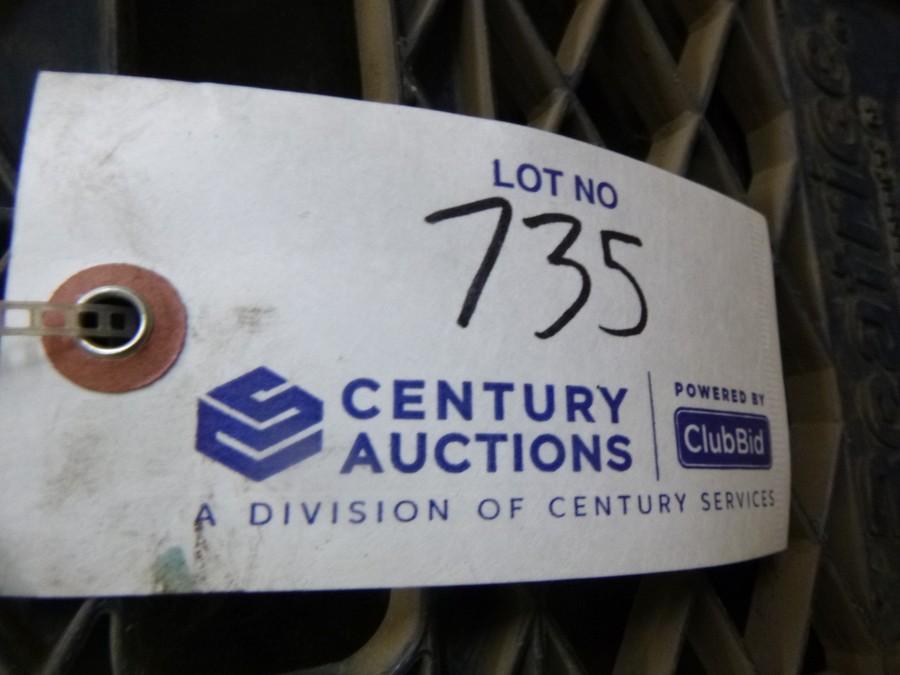 LOT NO
735
CENTURY
AUCTIONS
POWERED BY
ClubBid
A DIVISION OF CENTURY SERVICES